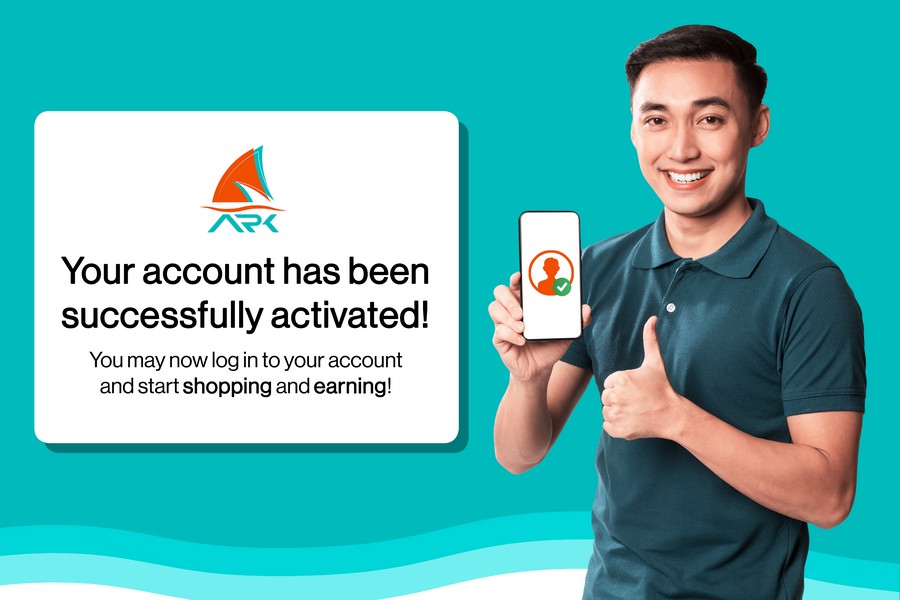 ARK
Your account has been
successfully activated!
You may now log in to your account
and start shopping and earning!